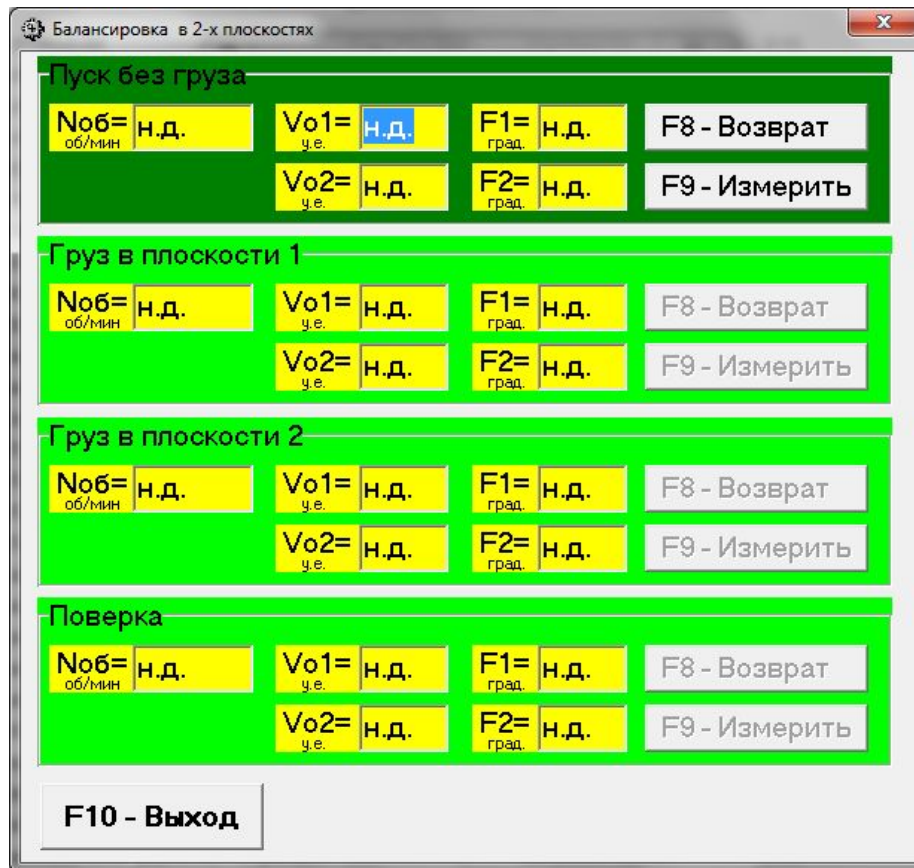 Балансировка в 2-х плоскостях
Пуск без груза
Nоб= об/мин н.д. Vo1= у.е. н.д. F1= град. н.д. F8 - Возврат
Vo2= у.е. н.д. F2= град. н.д. F9 - Измерить
Груз в плоскости 1
Nоб= об/мин н.д. Vo1= у.е. н.д. F1= град. н.д. F8 - Возврат
Vo2= у.е. н.д. F2= град. н.д. F9 - Измерить
Груз в плоскости 2
Nоб= об/мин н.д. Vo1= у.е. н.д. F1= град. н.д. F8 - Возврат
Vo2= у.е. н.д. F2= град. н.д. F9 - Измерить
Поверка
Nоб= об/мин н.д. Vo1= у.е. н.д. F1= град. н.д. F8 - Возврат
Vo2= у.е. н.д. F2= град. н.д. F9 - Измерить
F10 - Выход